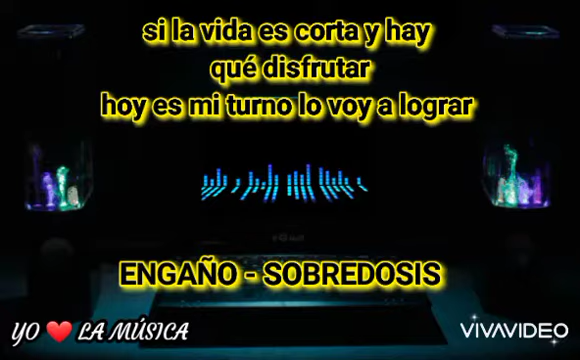 si la vida es corta y hay
qué disfrutar
hoy es mi turno lo voy a lograr
ENGAÑO - SOBREDOSIS
YO ❤️ LA MÚSICA
VIVAVIDEO